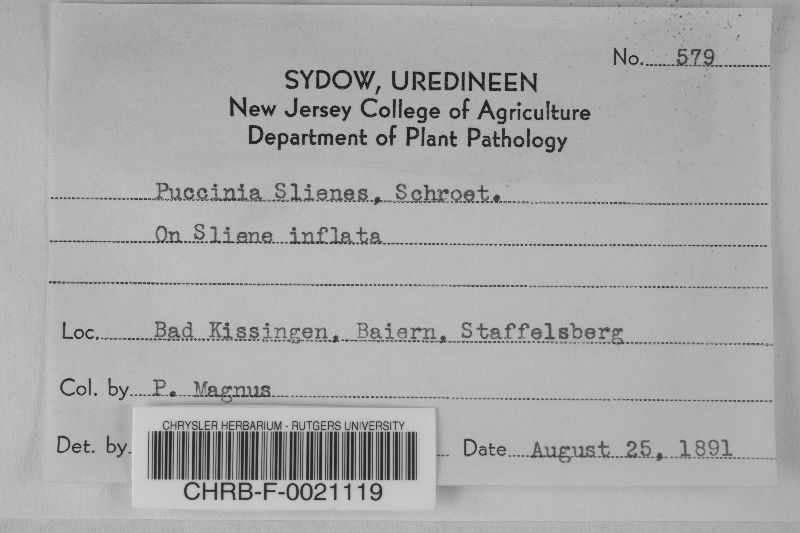 No. 579
SYDOW, UREDINEEN
New Jersey College of Agriculture
Department of Plant Pathology
Puccinia Slienes, Schroet.
On Sliene inflata
Loc. Bad Kissingen, Baiern, Staffelsberg
Col. by P. Magnus
Det. by Date August 25, 1891
CHRYSLER HERBARIUM - RUTGERS UNIVERSITY
CHRB-F-0021119